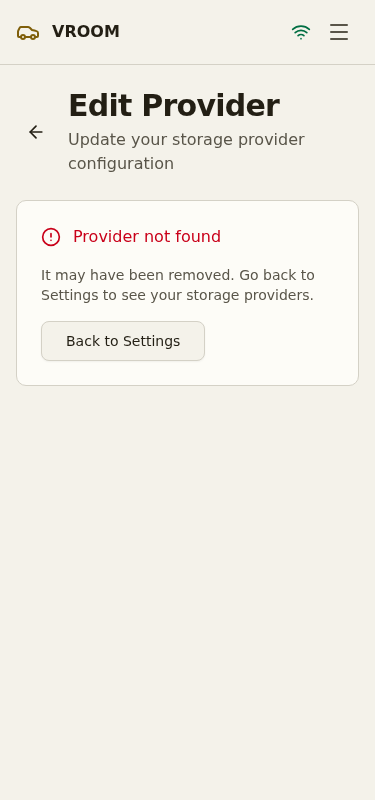 VROOM
Edit Provider
Update your storage provider
configuration
Provider not found
It may have been removed. Go back to
Settings to see your storage providers.
Back to Settings